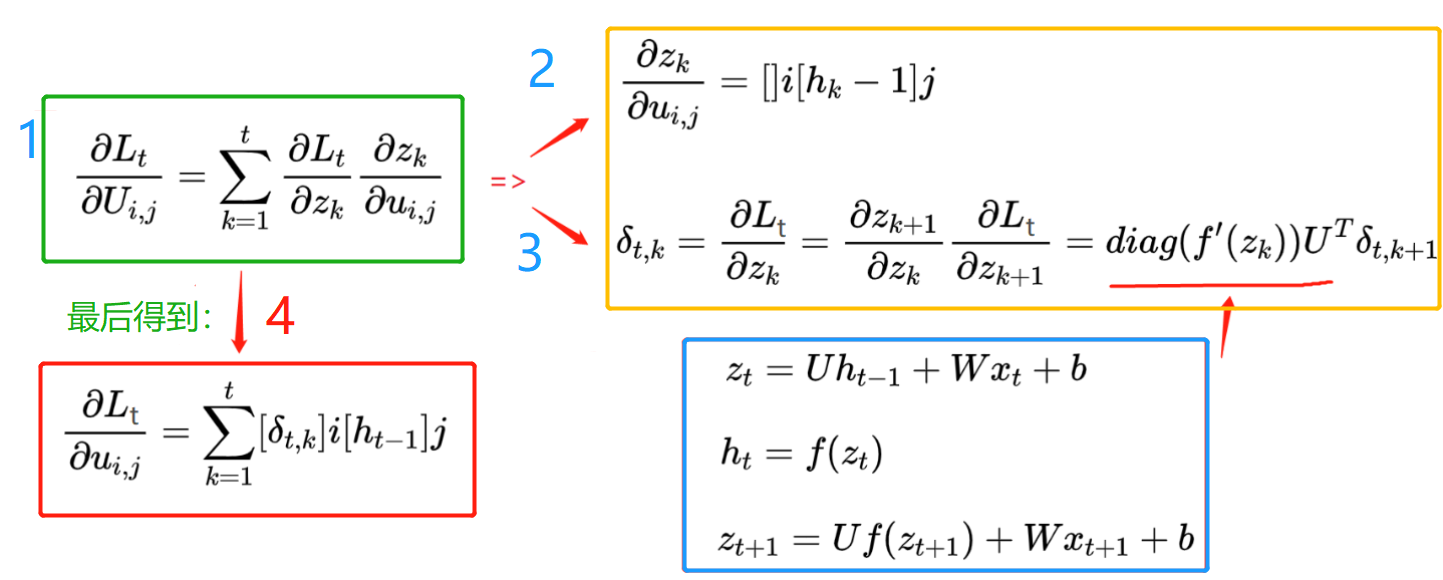 1
∂L_t/∂U_{i,j} = ∑_{k=1}^{t} ∂L_t/∂z_k ∂z_k/∂u_{i,j}
=>
2
∂z_k/∂u_{i,j} = []i[h_k − 1]j
3
δ_{t,k} = ∂L_t/∂z_k = ∂z_{k+1}/∂z_k ∂L_t/∂z_{k+1} = diag(f′(z_k))U^T δ_{t,k+1}
最后得到：
4
∂L_t/∂u_{i,j} = ∑_{k=1}^{t} [δ_{t,k}]i[h_{t−1}]j
z_t = Uh_{t−1} + Wx_t + b
h_t = f(z_t)
z_{t+1} = Uf(z_{t+1}) + Wx_{t+1} + b